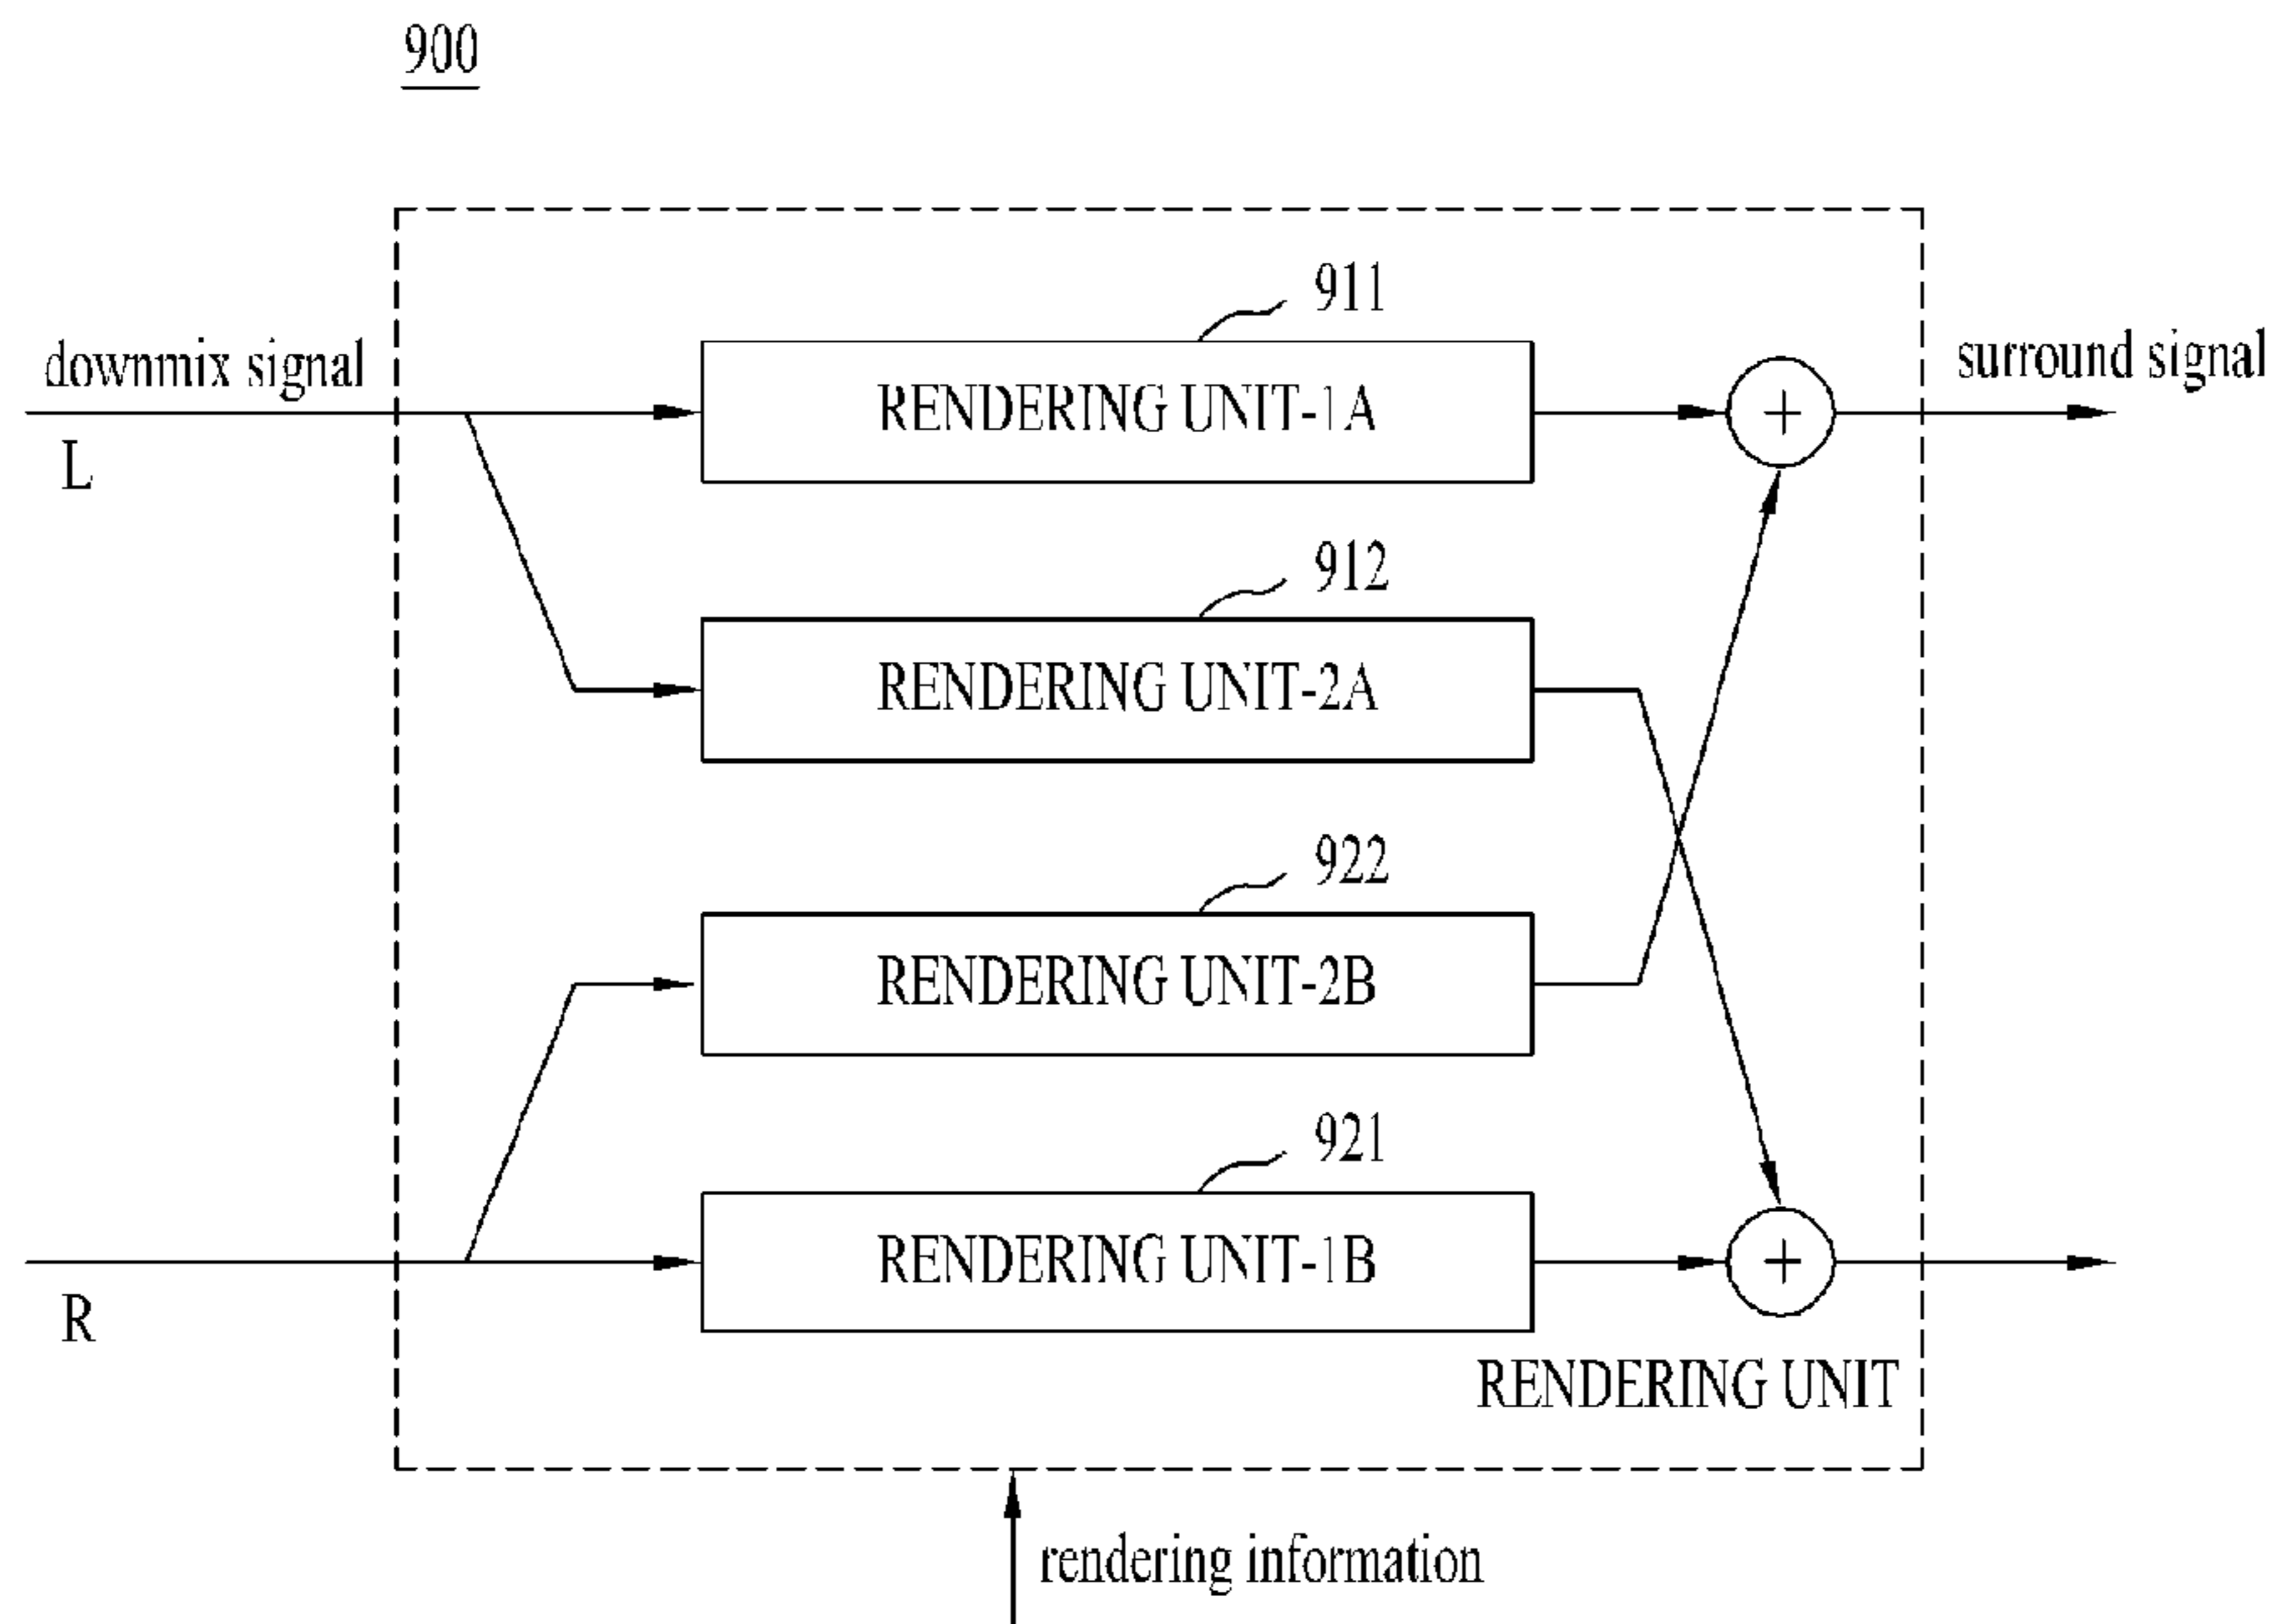 900
911
downmix signal
surround signal
RENDERING UNIT-1A
+
L
912
RENDERING UNIT-2A
922
RENDERING UNIT-2B
921
RENDERING UNIT-1B
+
R
RENDERING UNIT
rendering information